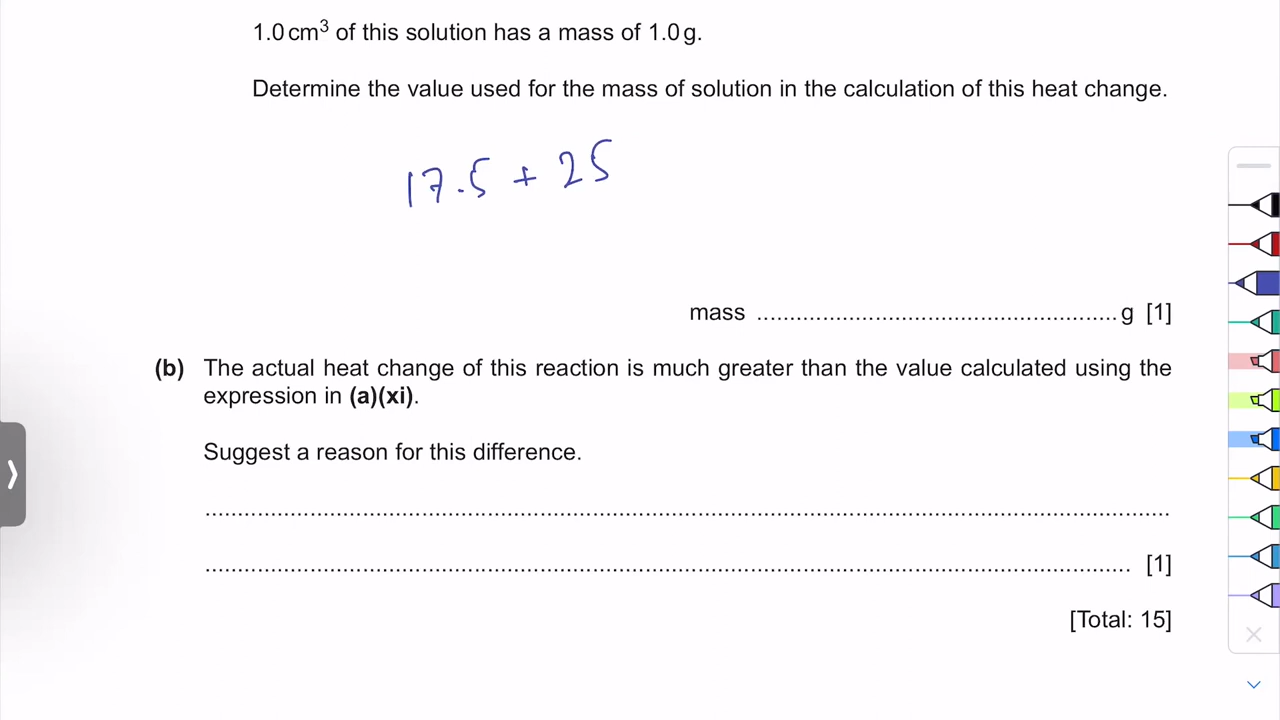 1.0 cm³ of this solution has a mass of 1.0 g.
Determine the value used for the mass of solution in the calculation of this heat change.
17.5 + 25
mass ...................................................... g [1]
(b) The actual heat change of this reaction is much greater than the value calculated using the
expression in (a)(xi).
Suggest a reason for this difference.
................................................................................................................................................
........................................................................................................................................... [1]
[Total: 15]